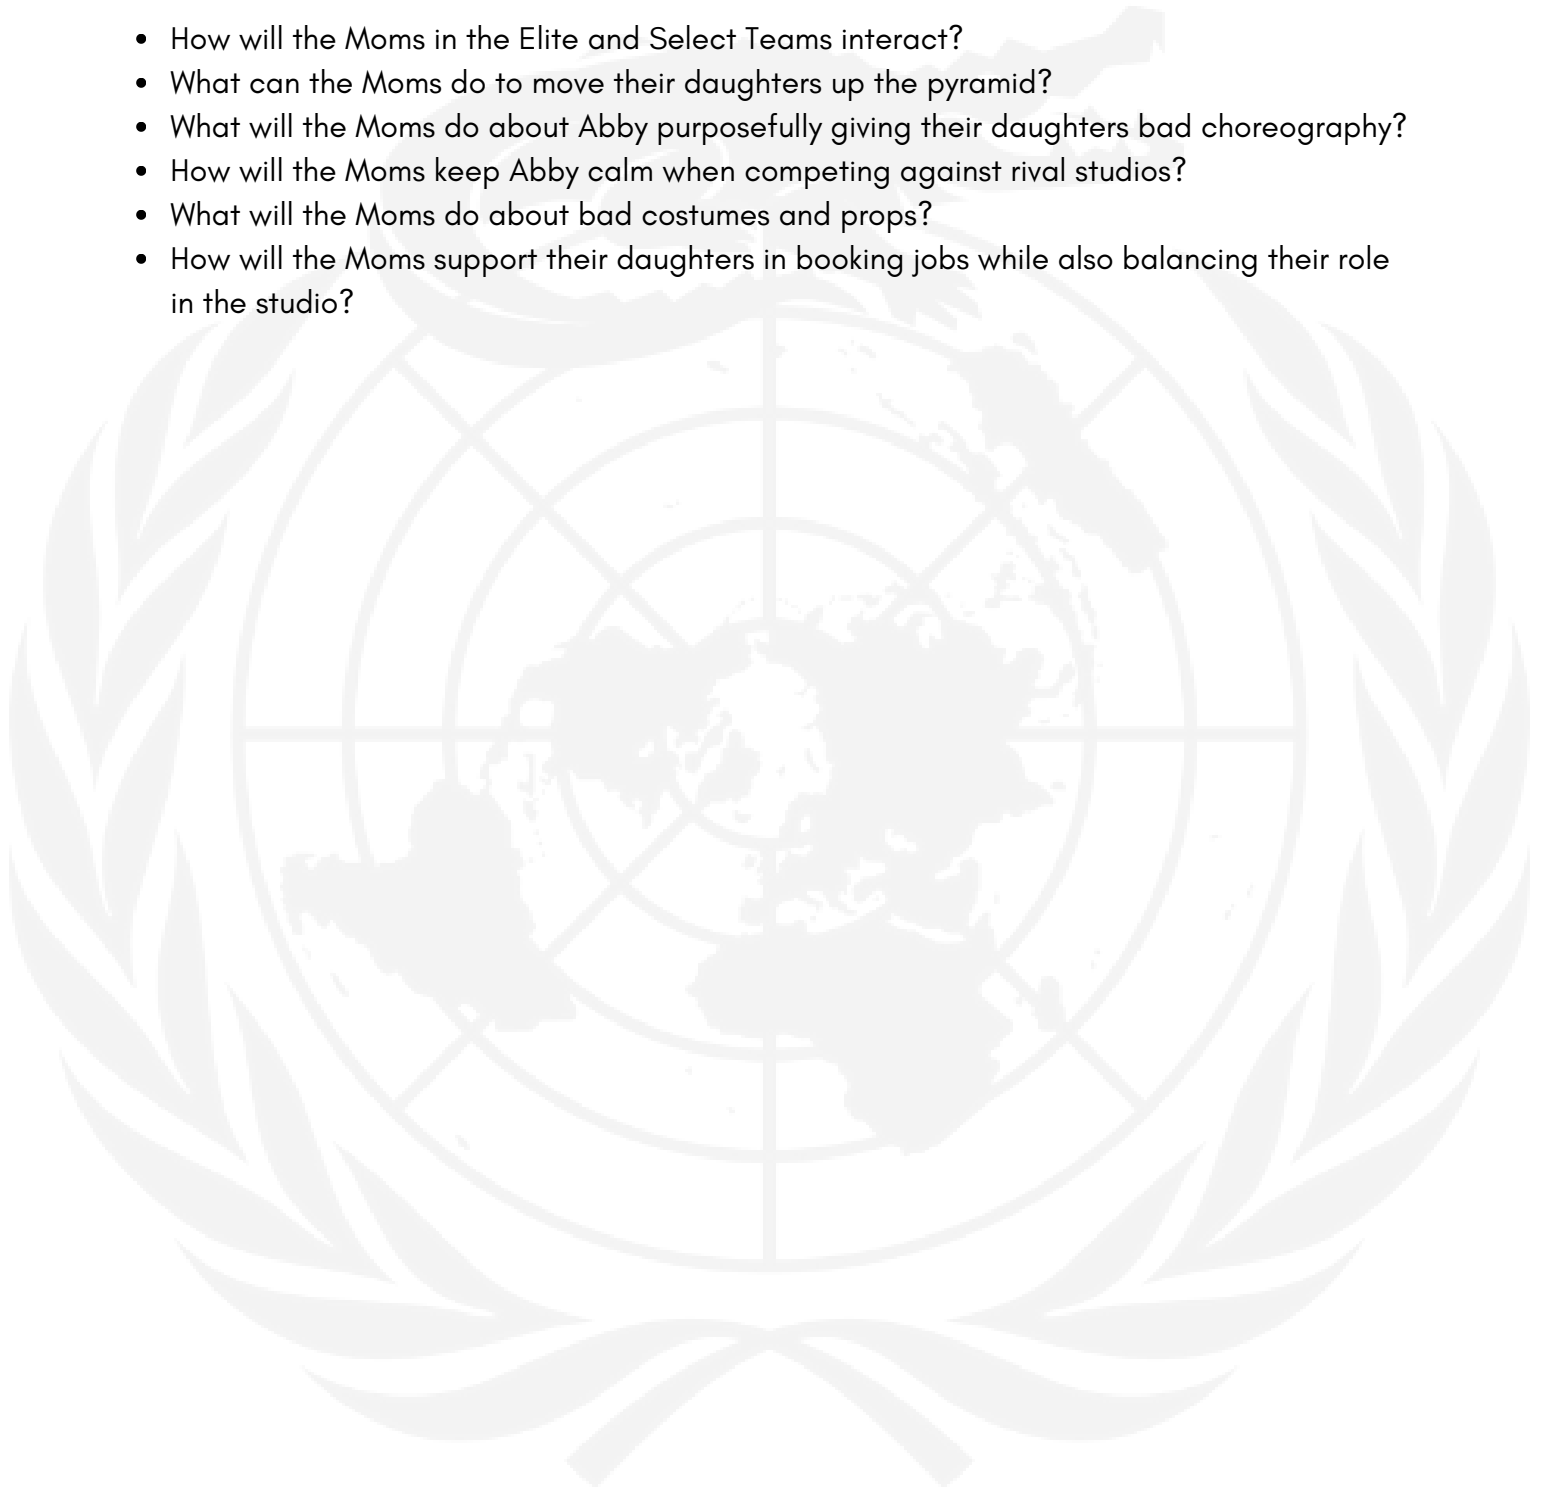 • How will the Moms in the Elite and Select Teams interact?
• What can the Moms do to move their daughters up the pyramid?
• What will the Moms do about Abby purposefully giving their daughters bad choreography?
• How will the Moms keep Abby calm when competing against rival studios?
• What will the Moms do about bad costumes and props?
• How will the Moms support their daughters in booking jobs while also balancing their role
in the studio?